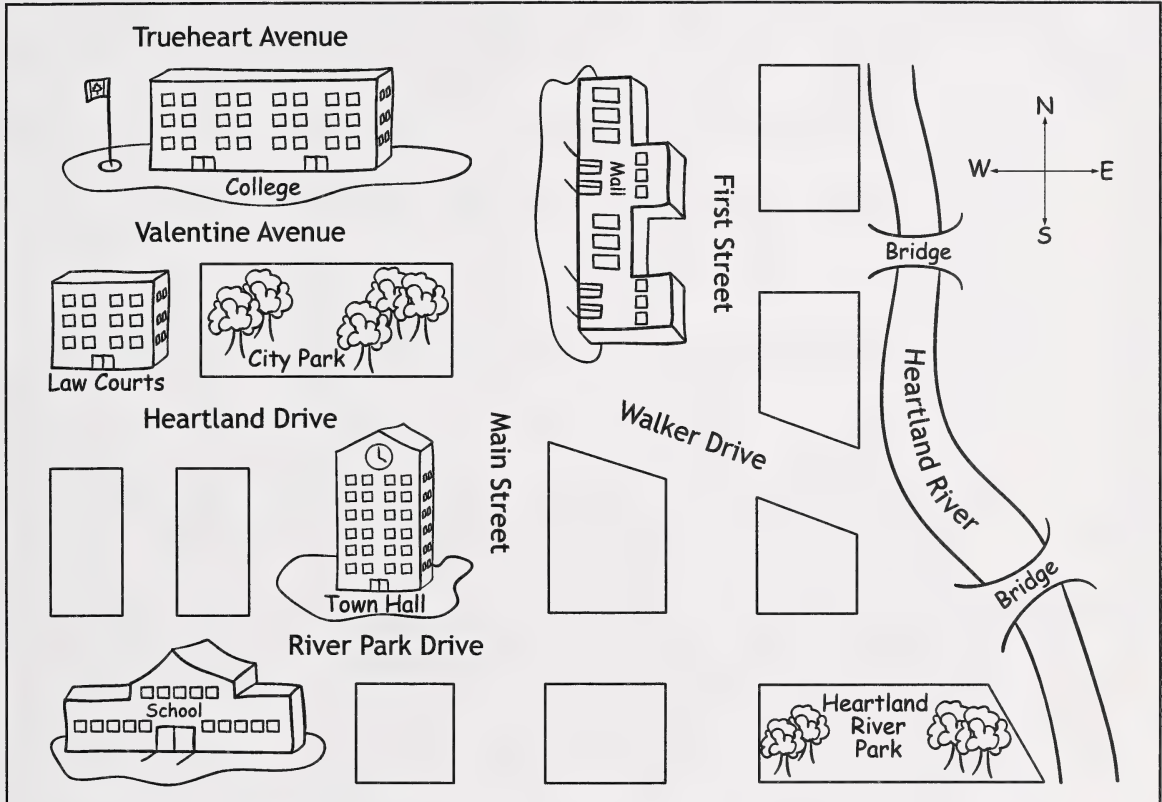 Trueheart Avenue
College
Valentine Avenue
Mall
First Street
N
W
E
S
Bridge
Law Courts
City Park
Heartland Drive
Main Street
Walker Drive
Heartland River
Town Hall
Bridge
River Park Drive
School
Heartland
River
Park